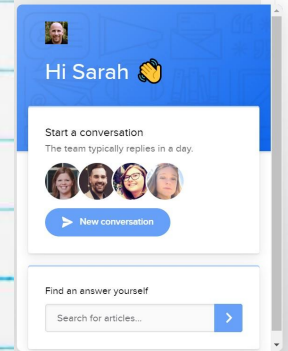 Hi Sarah 👋
Start a conversation
The team typically replies in a day.
New conversation
Find an answer yourself
Search for articles...